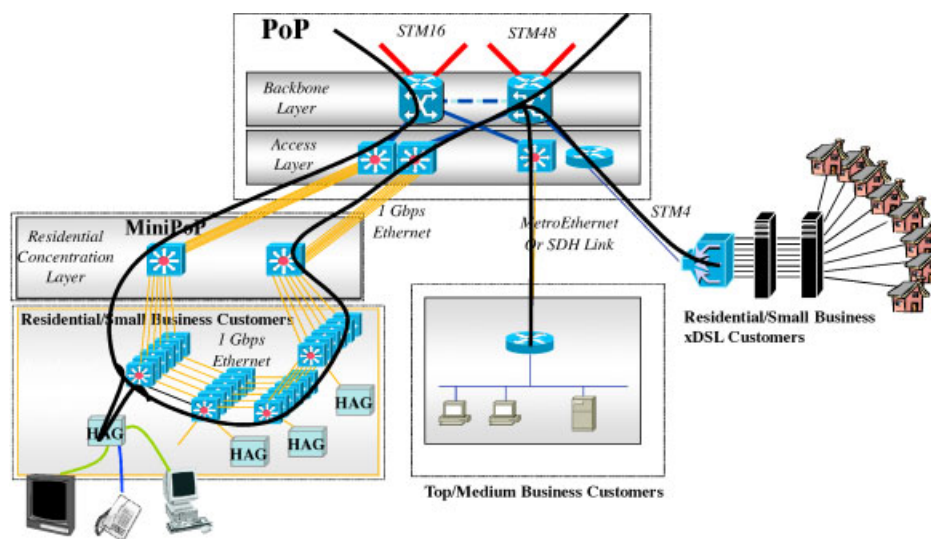 PoP
STM16
STM48
Backbone
Layer
Access
Layer
1 Gbps
Ethernet
MetroEthernet
Or SDH Link
STM4
MiniPoP
Residential
Concentration
Layer
Residential/Small Business Customers
1 Gbps
Ethernet
HAG
HAG
HAG
HAG
Residential/Small Business
xDSL Customers
Top/Medium Business Customers